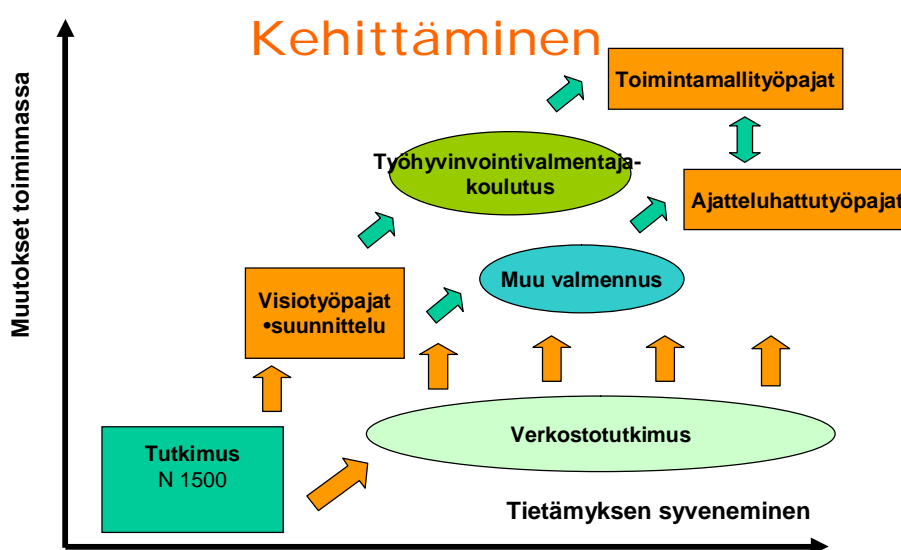 Kehittäminen
Muutokset toiminnassa
Toimintamallityöpajat
Työhyvinvointivalmentaja-
koulutus
Ajatteluhattutyöpajat
Muu valmennus
Visiotyöpajat
•suunnittelu
Verkostotutkimus
Tutkimus
N 1500
Tietämyksen syveneminen